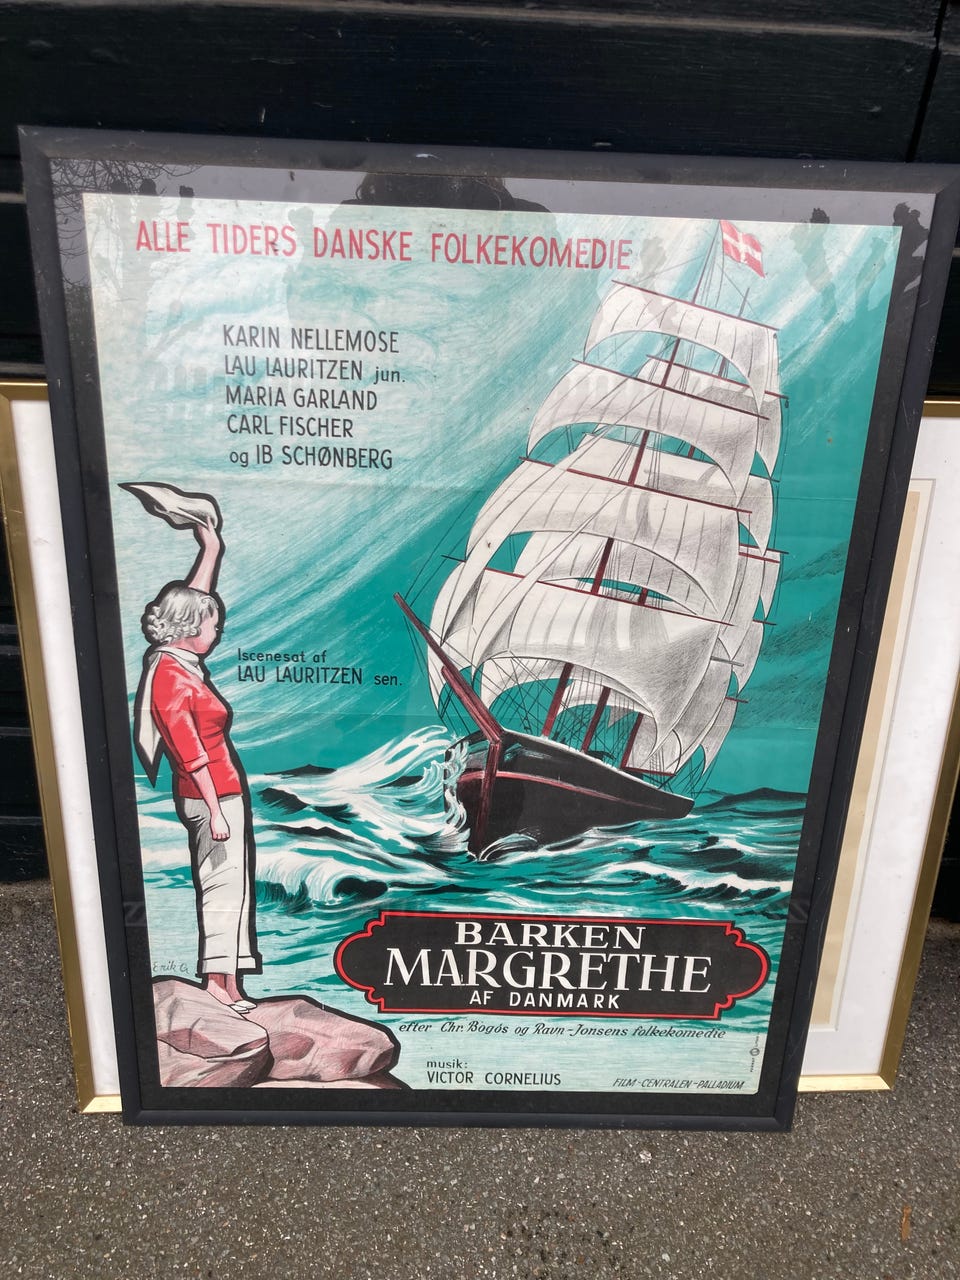 ALLE TIDERS DANSKE FOLKEKOMEDIE
KARIN NELLEMOSE
LAU LAURITZEN jun.
MARIA GARLAND
CARL FISCHER
og IB SCHØNBERG
Iscenesat af
LAU LAURITZEN sen.
Erik
BARKEN
MARGRETHE
AF DANMARK
efter Chr. Bogøs og Ravn-Jonsens folkekomedie
musik:
VICTOR CORNELIUS
FILM-CENTRALEN-PALLADIUM